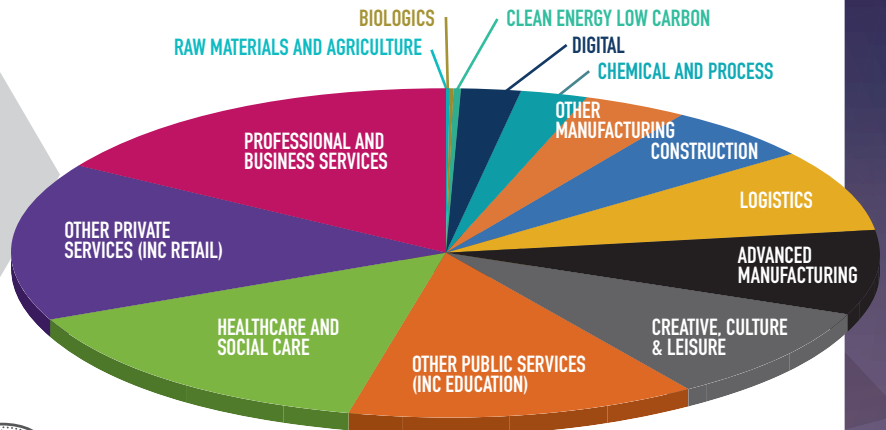 BIOLOGICS
CLEAN ENERGY LOW CARBON
RAW MATERIALS AND AGRICULTURE
DIGITAL
CHEMICAL AND PROCESS
OTHER
MANUFACTURING
CONSTRUCTION
PROFESSIONAL AND
BUSINESS SERVICES
LOGISTICS
OTHER PRIVATE
SERVICES (INC RETAIL)
ADVANCED
MANUFACTURING
HEALTHCARE AND
SOCIAL CARE
CREATIVE, CULTURE
& LEISURE
OTHER PUBLIC SERVICES
(INC EDUCATION)